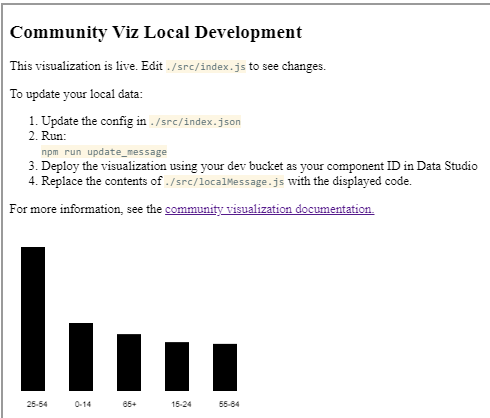 Community Viz Local Development
This visualization is live. Edit ./src/index.js to see changes.
To update your local data:
1. Update the config in ./src/index.json
2. Run:
npm run update_message
3. Deploy the visualization using your dev bucket as your component ID in Data Studio
4. Replace the contents of ./src/localMessage.js with the displayed code.
For more information, see the community visualization documentation.
25-54 0-14 65+ 15-24 55-64